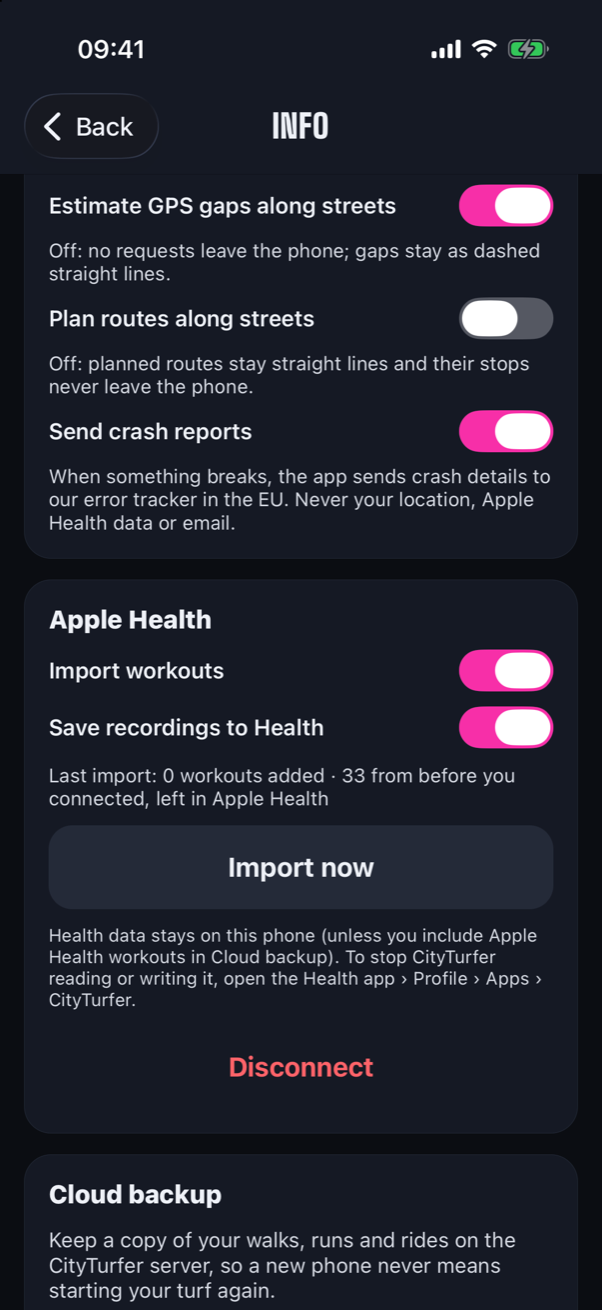 09:41
Back
INFO
Estimate GPS gaps along streets
Off: no requests leave the phone; gaps stay as dashed
straight lines.
Plan routes along streets
Off: planned routes stay straight lines and their stops
never leave the phone.
Send crash reports
When something breaks, the app sends crash details to
our error tracker in the EU. Never your location, Apple
Health data or email.
Apple Health
Import workouts
Save recordings to Health
Last import: 0 workouts added · 33 from before you
connected, left in Apple Health
Import now
Health data stays on this phone (unless you include Apple
Health workouts in Cloud backup). To stop CityTurfer
reading or writing it, open the Health app › Profile › Apps ›
CityTurfer.
Disconnect
Cloud backup
Keep a copy of your walks, runs and rides on the
CityTurfer server, so a new phone never means
starting your turf again.